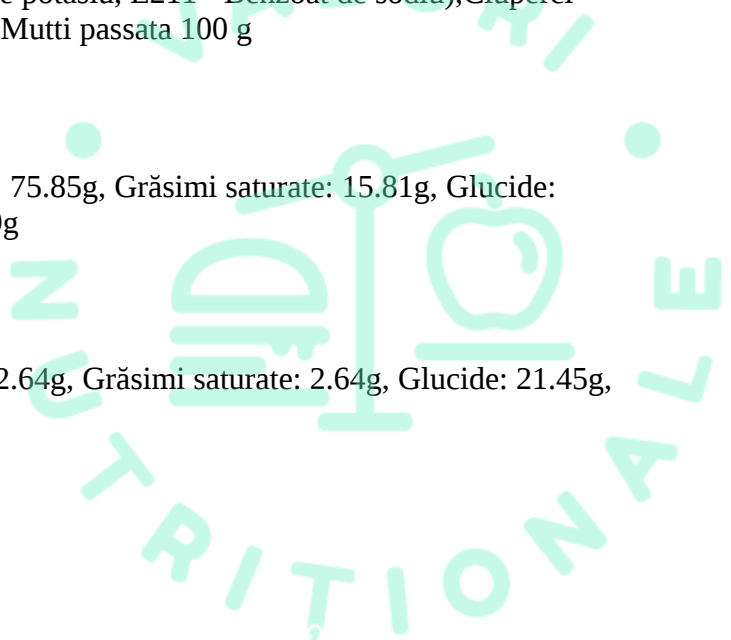 potasiu, E211 - Benzoat de sodiu),Ciuperci
Mutti passata 100 g
75.85g, Grăsimi saturate: 15.81g, Glucide:
g
2.64g, Grăsimi saturate: 2.64g, Glucide: 21.45g,
VALORI
NUTRITIONALE